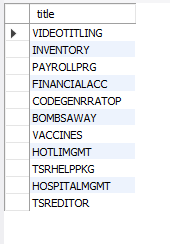 title
VIDEOTITLING
INVENTORY
PAYROLLPRG
FINANCIALACC
CODEGENRRATOP
BOMBSAWAY
VACCINES
HOTLIMGMT
TSRHELPPKG
HOSPITALMGMT
TSREDITOR